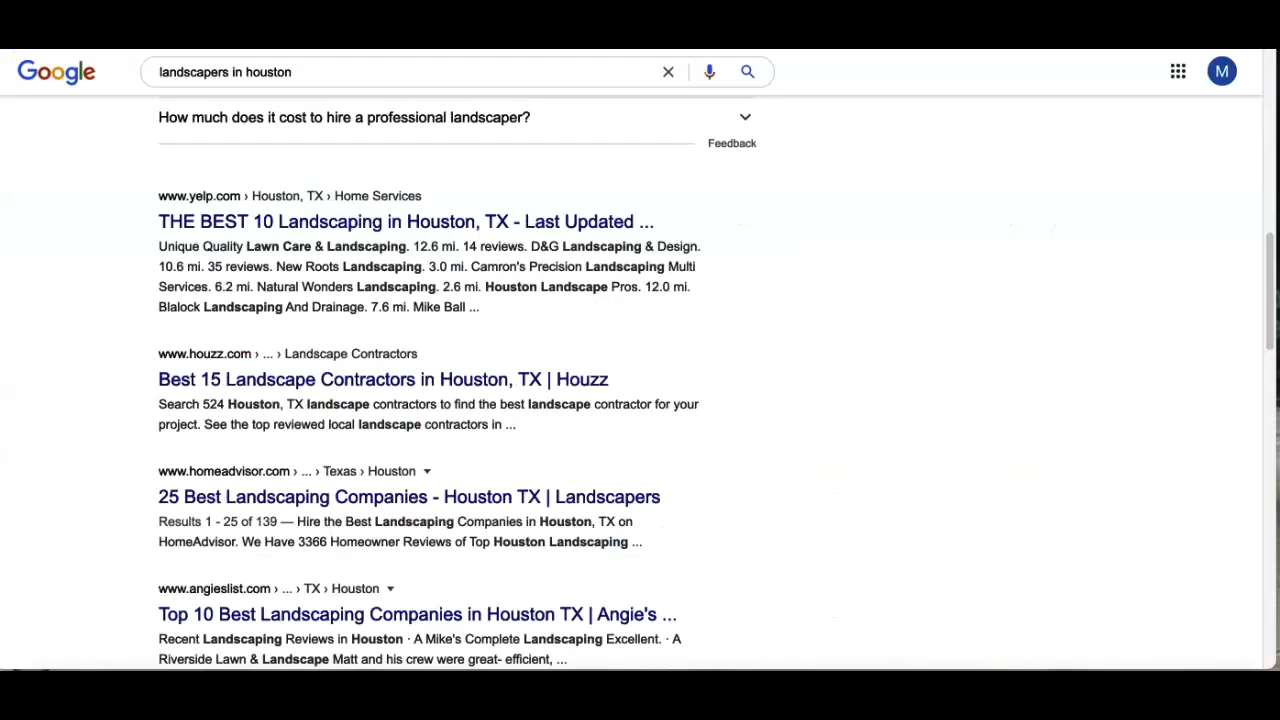 Google
landscapers in houston
M
How much does it cost to hire a professional landscaper?
Feedback
www.yelp.com › Houston, TX › Home Services
THE BEST 10 Landscaping in Houston, TX - Last Updated ...
Unique Quality Lawn Care & Landscaping. 12.6 mi. 14 reviews. D&G Landscaping & Design.
10.6 mi. 35 reviews. New Roots Landscaping. 3.0 mi. Camron's Precision Landscaping Multi
Services. 6.2 mi. Natural Wonders Landscaping. 2.6 mi. Houston Landscape Pros. 12.0 mi.
Blalock Landscaping And Drainage. 7.6 mi. Mike Ball ...
www.houzz.com › ... › Landscape Contractors
Best 15 Landscape Contractors in Houston, TX | Houzz
Search 524 Houston, TX landscape contractors to find the best landscape contractor for your
project. See the top reviewed local landscape contractors in ...
www.homeadvisor.com › ... › Texas › Houston
25 Best Landscaping Companies - Houston TX | Landscapers
Results 1 - 25 of 139 — Hire the Best Landscaping Companies in Houston, TX on
HomeAdvisor. We Have 3366 Homeowner Reviews of Top Houston Landscaping ...
www.angieslist.com › ... › TX › Houston
Top 10 Best Landscaping Companies in Houston TX | Angie's ...
Recent Landscaping Reviews in Houston · A Mike's Complete Landscaping Excellent. · A
Riverside Lawn & Landscape Matt and his crew were great- efficient, ...